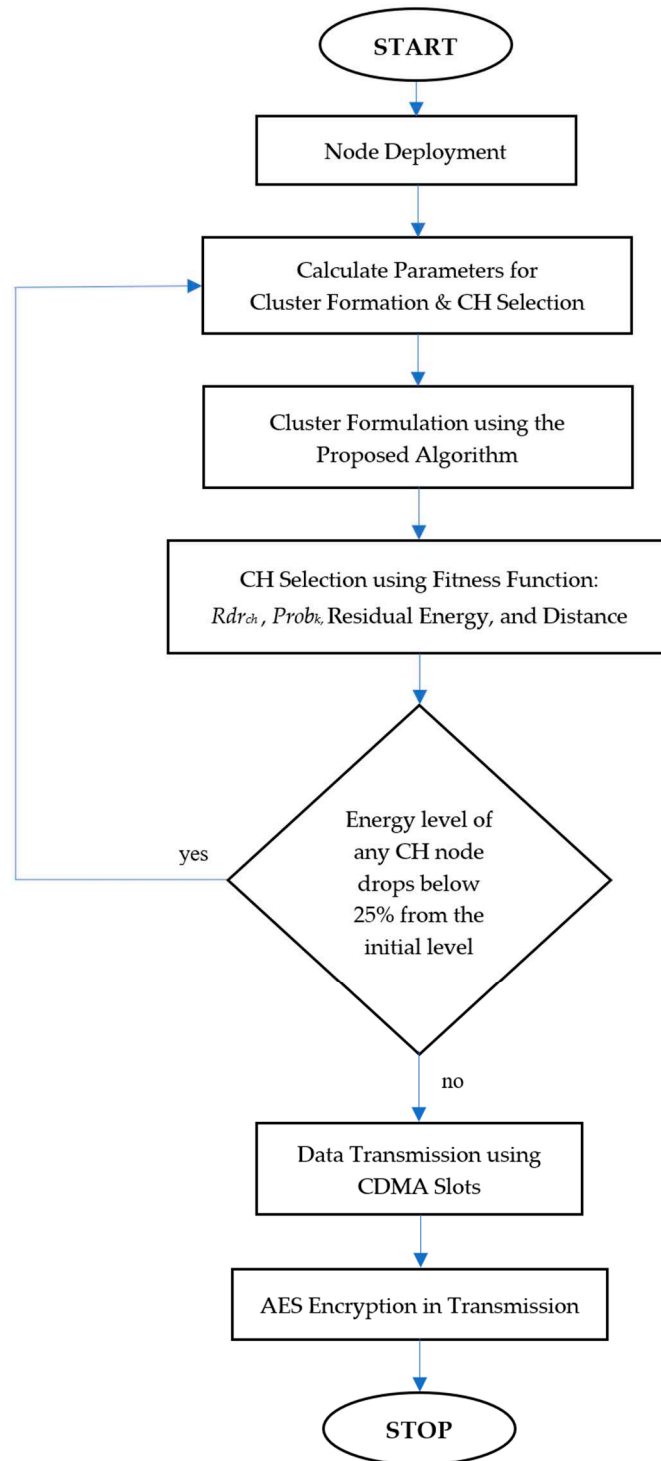 START
Node Deployment
Calculate Parameters for
Cluster Formation & CH Selection
Cluster Formulation using the
Proposed Algorithm
CH Selection using Fitness Function:
Rdrch , Probk, Residual Energy, and Distance
Energy level of
any CH node
drops below
25% from the
initial level
yes
no
Data Transmission using
CDMA Slots
AES Encryption in Transmission
STOP